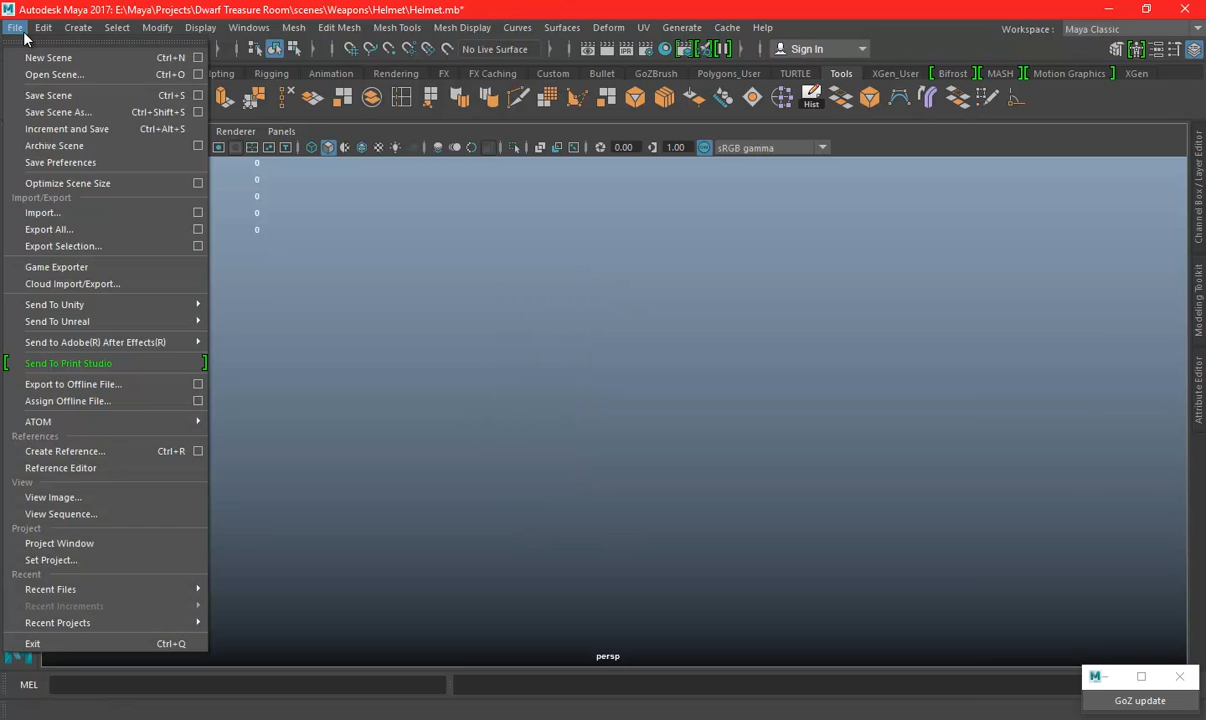 Autodesk Maya 2017: E:\Maya\Projects\Dwarf Treasure Room\scenes\Weapons\Helmet\Helmet.mb*
File Edit Create Select Modify Display Windows Mesh Edit Mesh Mesh Tools Mesh Display Curves Surfaces Deform UV Generate Cache Help Workspace: Maya Classic
No Live Surface Sign In
New Scene Ctrl+N
Open Scene... Ctrl+O
Save Scene Ctrl+S
Save Scene As... Ctrl+Shift+S
Increment and Save Ctrl+Alt+S
Archive Scene
Save Preferences
Optimize Scene Size
Import/Export
Import...
Export All...
Export Selection...
Game Exporter
Cloud Import/Export...
Send To Unity
Send To Unreal
Send to Adobe(R) After Effects(R)
Send To Print Studio
Export to Offline File...
Assign Offline File...
ATOM
References
Create Reference... Ctrl+R
Reference Editor
View
View Image...
View Sequence...
Project
Project Window
Set Project...
Recent
Recent Files
Recent Increments
Recent Projects
Exit Ctrl+Q
Rigging Animation Rendering FX FX Caching Custom Bullet GoZBrush Polygons_User TURTLE Tools XGen_User Bifrost MASH Motion Graphics XGen
Hist
Renderer Panels
0.00 1.00 sRGB gamma
0
0
0
0
0
persp
Channel Box / Layer Editor
Modeling Toolkit
Attribute Editor
MEL
GoZ update